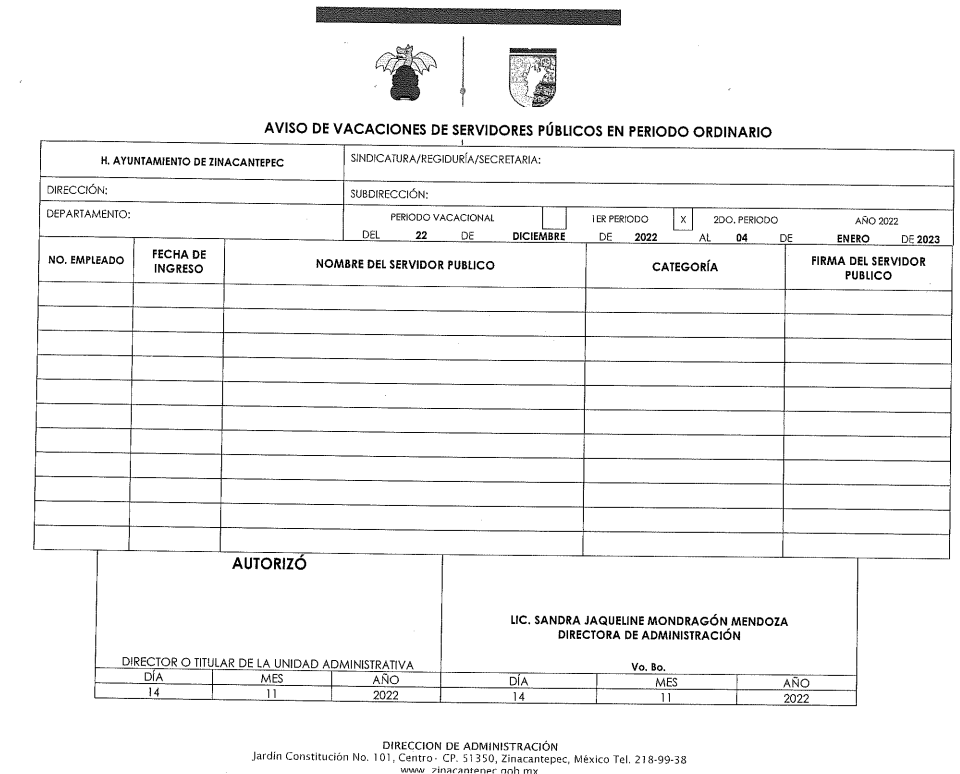 AVISO DE VACACIONES DE SERVIDORES PÚBLICOS EN PERIODO ORDINARIO
H. AYUNTAMIENTO DE ZINACANTEPEC
SINDICATURA/REGIDURÍA/SECRETARIA:
DIRECCIÓN:
SUBDIRECCIÓN:
DEPARTAMENTO:
PERIODO VACACIONAL 1ER PERIODO X 2DO. PERIODO AÑO 2022
DEL 22 DE DICIEMBRE DE 2022 AL 04 DE ENERO DE 2023
NO. EMPLEADO
FECHA DE
INGRESO
NOMBRE DEL SERVIDOR PUBLICO
CATEGORÍA
FIRMA DEL SERVIDOR
PUBLICO
AUTORIZÓ
LIC. SANDRA JAQUELINE MONDRAGÓN MENDOZA
DIRECTORA DE ADMINISTRACIÓN
DIRECTOR O TITULAR DE LA UNIDAD ADMINISTRATIVA
Vo. Bo.
DÍA MES AÑO DÍA MES AÑO
14 11 2022 14 11 2022
DIRECCION DE ADMINISTRACIÓN
Jardin Constitución No. 101, Centro- CP. 51350, Zinacantepec, México Tel. 218-99-38
www. zinacantepec.gob.mx